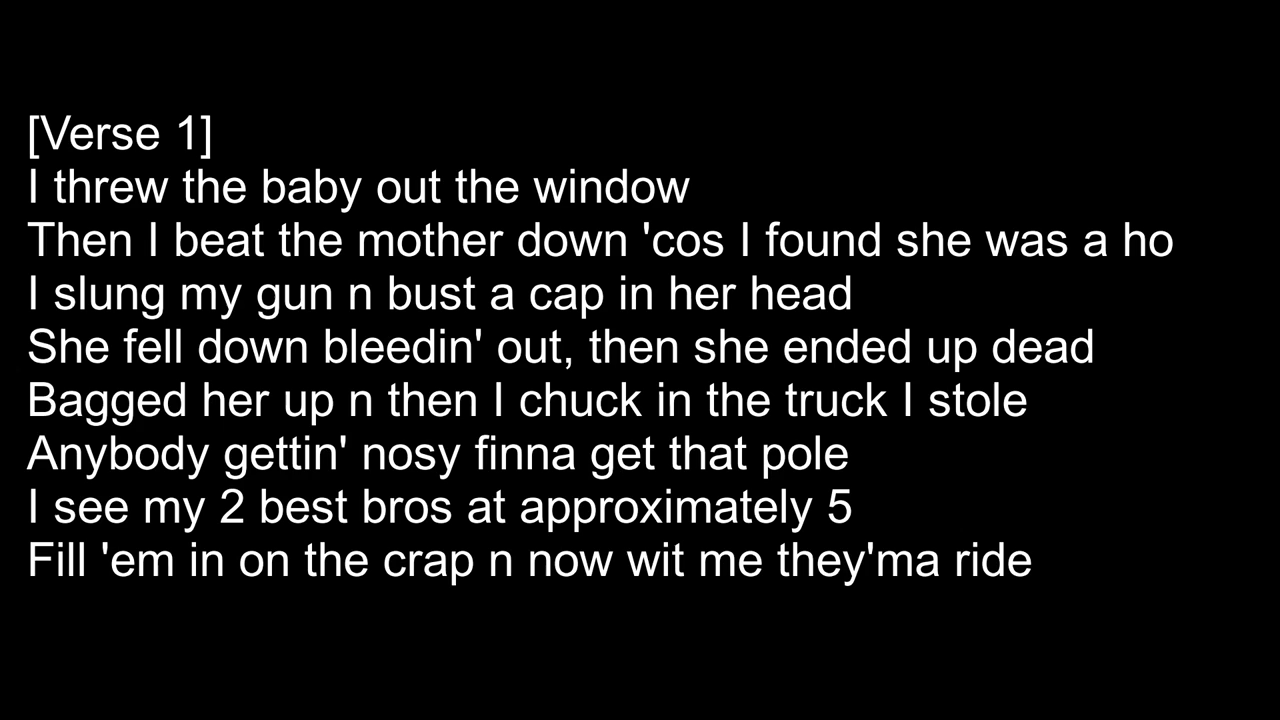 [Verse 1]
I threw the baby out the window
Then I beat the mother down 'cos I found she was a ho
I slung my gun n bust a cap in her head
She fell down bleedin' out, then she ended up dead
Bagged her up n then I chuck in the truck I stole
Anybody gettin' nosy finna get that pole
I see my 2 best bros at approximately 5
Fill 'em in on the crap n now wit me they'ma ride